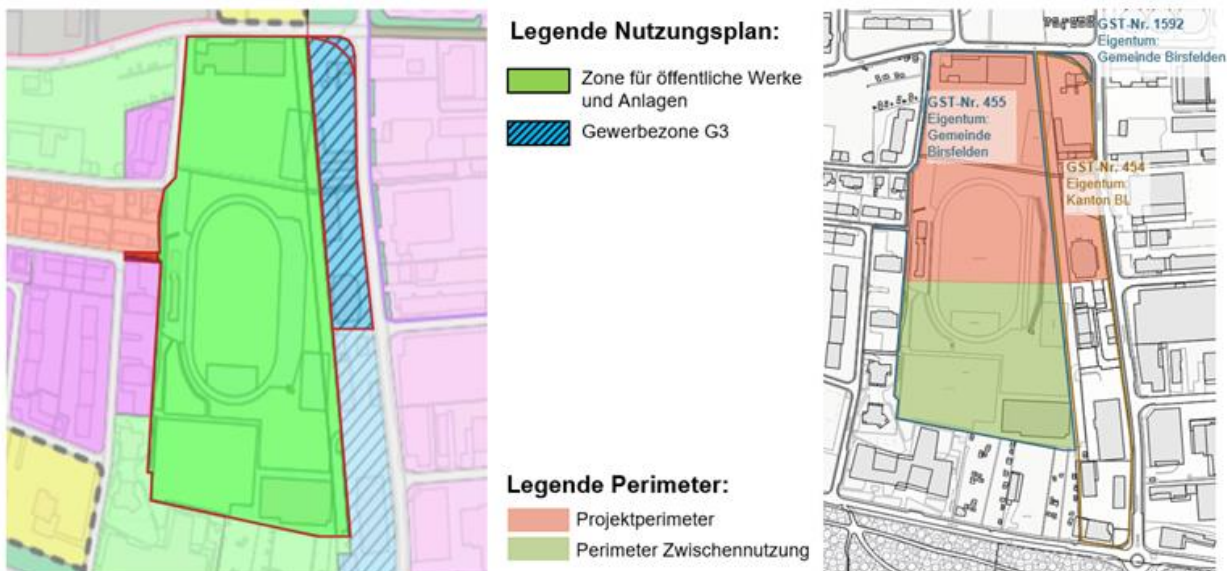 Legende Nutzungsplan:
Zone für öffentliche Werke
und Anlagen
Gewerbezone G3
Legende Perimeter:
Projektperimeter
Perimeter Zwischennutzung
GST-Nr. 1592
Eigentum:
Gemeinde Birsfelden
GST-Nr. 455
Eigentum:
Gemeinde
Birsfelden
GST-Nr. 454
Eigentum:
Kanton BL